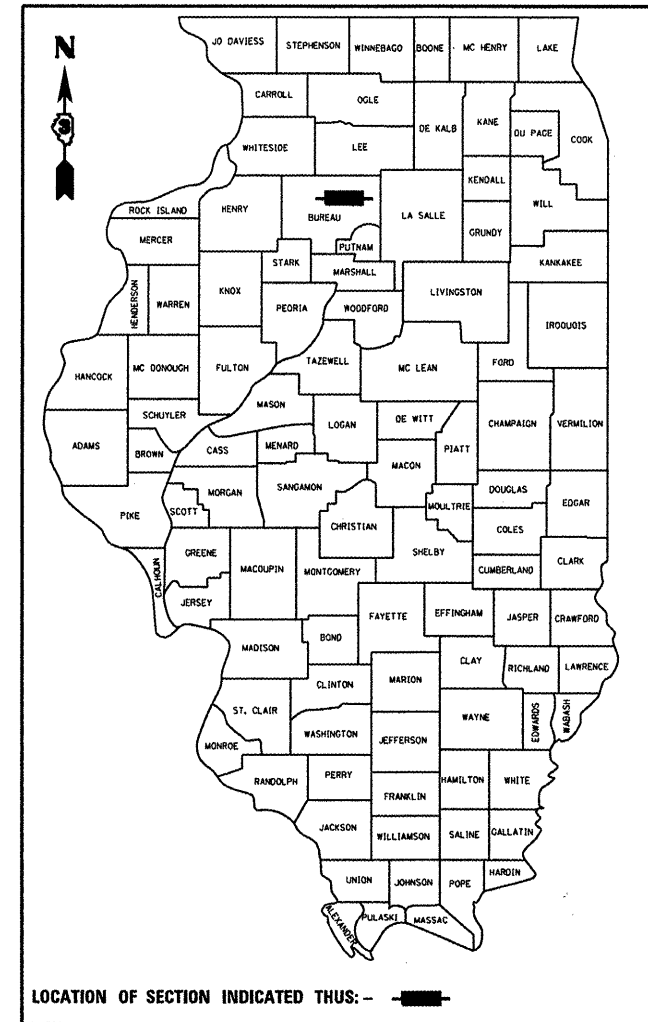 JO DAVIESS STEPHENSON WINNEBAGO BOONE MC HENRY LAKE
N
CARROLL OGLE
DE KALB KANE DU PAGE COOK
3
WHITESIDE LEE
KENDALL WILL
ROCK ISLAND HENRY BUREAU LA SALLE
GRUNDY
MERCER PUTNAM
STARK MARSHALL KANKAKEE
HENDERSON WARREN KNOX PEORIA WOODFORD LIVINGSTON
IROQUOIS
HANCOCK MC DONOUGH FULTON TAZEWELL MC LEAN FORD
MASON
SCHUYLER LOGAN DE WITT CHAMPAIGN VERMILION
ADAMS BROWN CASS MENARD PIATT
MACON
MORGAN SANGAMON DOUGLAS
PIKE SCOTT MOULTRIE EDGAR
CHRISTIAN COLES
GREENE SHELBY
CALHOUN MACOUPIN MONTGOMERY CUMBERLAND CLARK
JERSEY FAYETTE EFFINGHAM JASPER CRAWFORD
MADISON BOND
CLAY RICHLAND LAWRENCE
CLINTON MARION
ST. CLAIR WAYNE EDWARDS WABASH
WASHINGTON JEFFERSON
MONROE
RANDOLPH PERRY HAMILTON WHITE
FRANKLIN
JACKSON WILLIAMSON SALINE GALLATIN
UNION JOHNSON POPE HARDIN
ALEXANDER PULASKI MASSAC
LOCATION OF SECTION INDICATED THUS: -